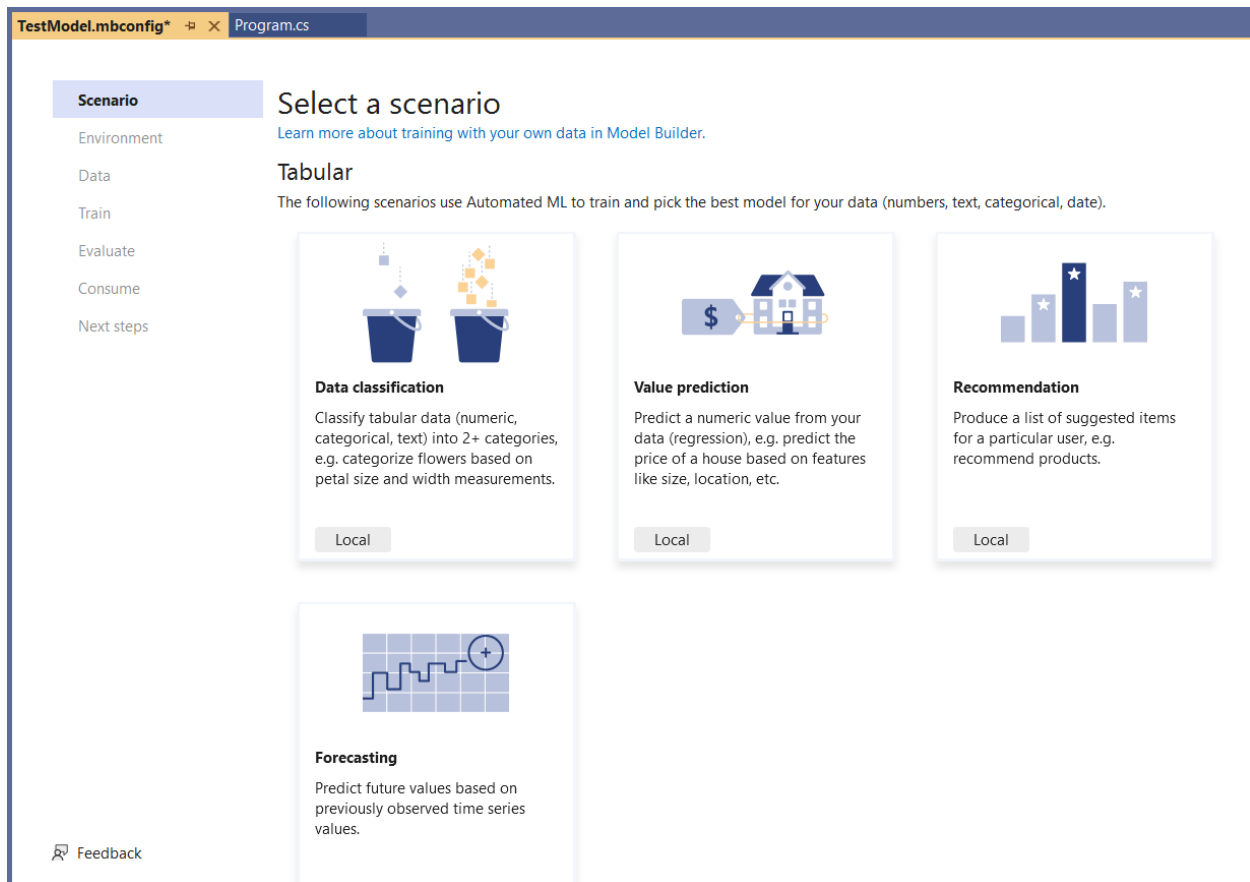 TestModel.mbconfig*
Program.cs
Scenario
Environment
Data
Train
Evaluate
Consume
Next steps
Feedback
Select a scenario
Learn more about training with your own data in Model Builder.
Tabular
The following scenarios use Automated ML to train and pick the best model for your data (numbers, text, categorical, date).
Data classification
Classify tabular data (numeric,
categorical, text) into 2+ categories,
e.g. categorize flowers based on
petal size and width measurements.
Local
$
Value prediction
Predict a numeric value from your
data (regression), e.g. predict the
price of a house based on features
like size, location, etc.
Local
Recommendation
Produce a list of suggested items
for a particular user, e.g.
recommend products.
Local
Forecasting
Predict future values based on
previously observed time series
values.